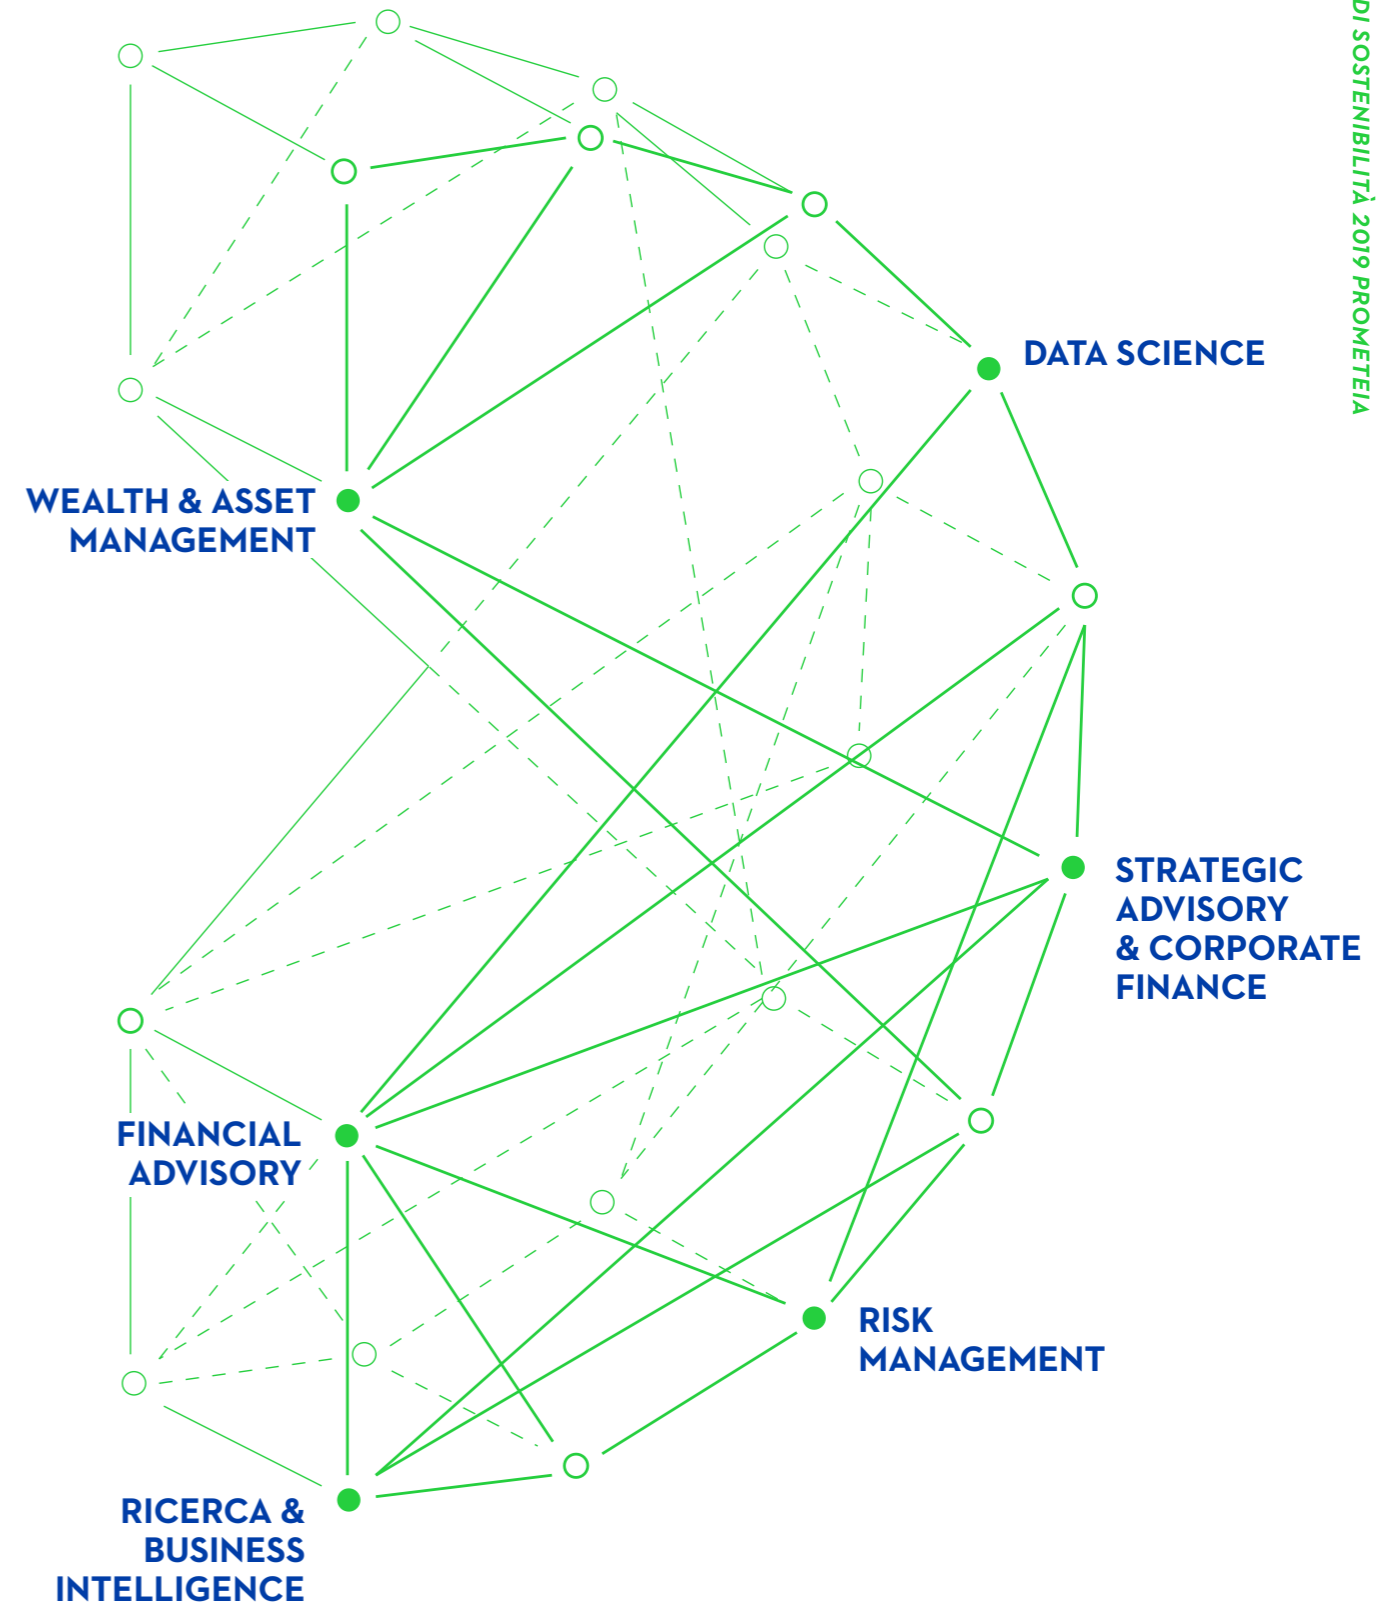 DI SOSTENIBILITÀ 2019 PROMETEIA
DATA SCIENCE
WEALTH & ASSET
MANAGEMENT
STRATEGIC
ADVISORY
& CORPORATE
FINANCE
FINANCIAL
ADVISORY
RISK
MANAGEMENT
RICERCA &
BUSINESS
INTELLIGENCE